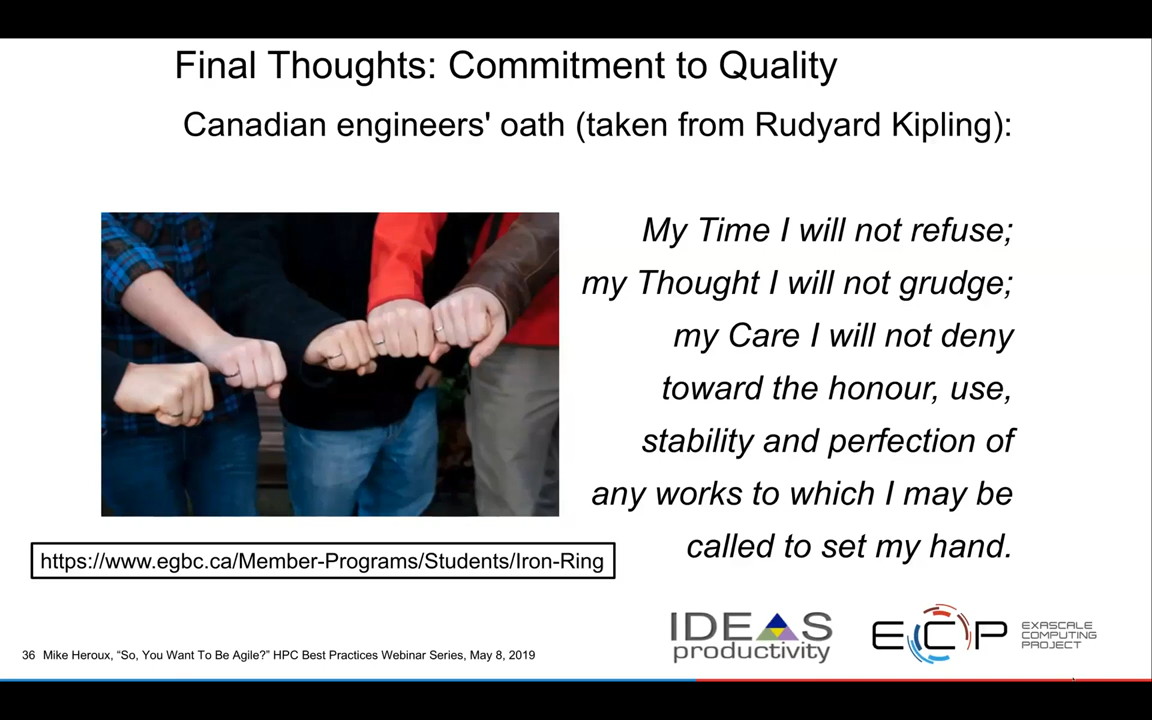 Final Thoughts: Commitment to Quality
Canadian engineers' oath (taken from Rudyard Kipling):
My Time I will not refuse;
my Thought I will not grudge;
my Care I will not deny
toward the honour, use,
stability and perfection of
any works to which I may be
called to set my hand.
https://www.egbc.ca/Member-Programs/Students/Iron-Ring
IDEAS
productivity
ECP
EXASCALE
COMPUTING
PROJECT
36 Mike Heroux, “So, You Want To Be Agile?” HPC Best Practices Webinar Series, May 8, 2019